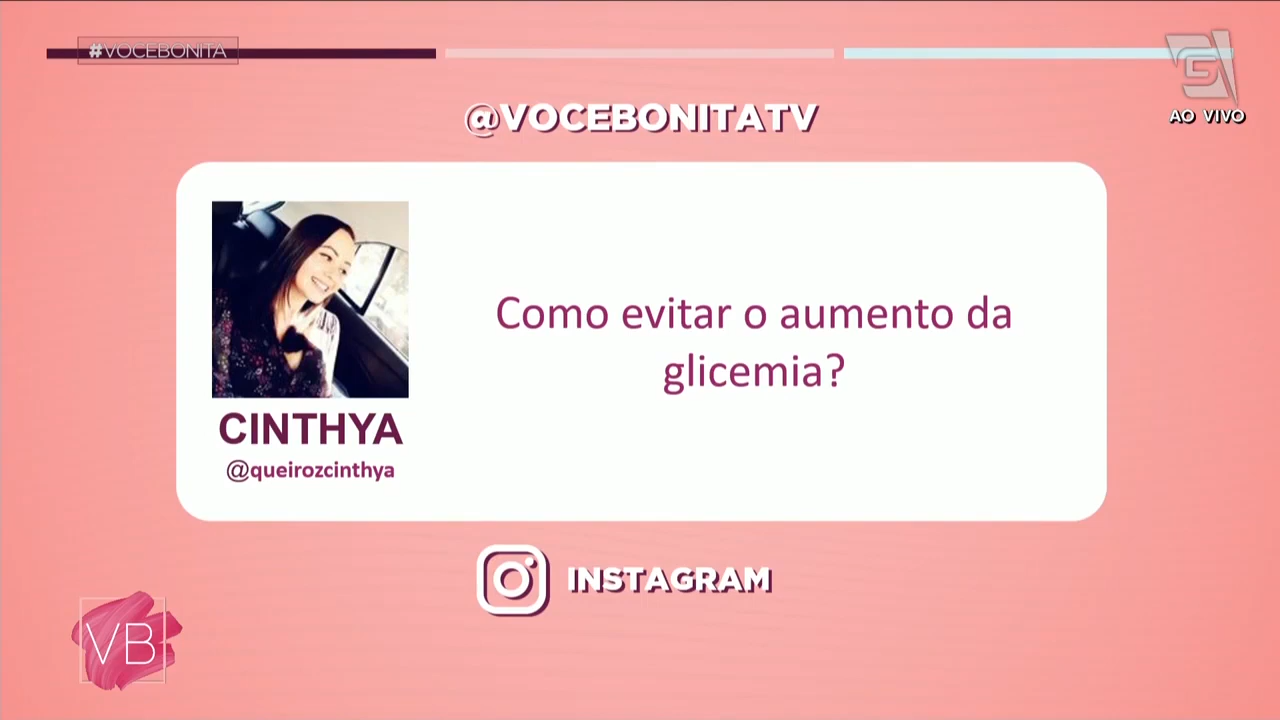 #VOCEBONITA
G
AO VIVO
@VOCEBONITATV
Como evitar o aumento da
glicemia?
CINTHYA
@queirozcinthya
INSTAGRAM
VB